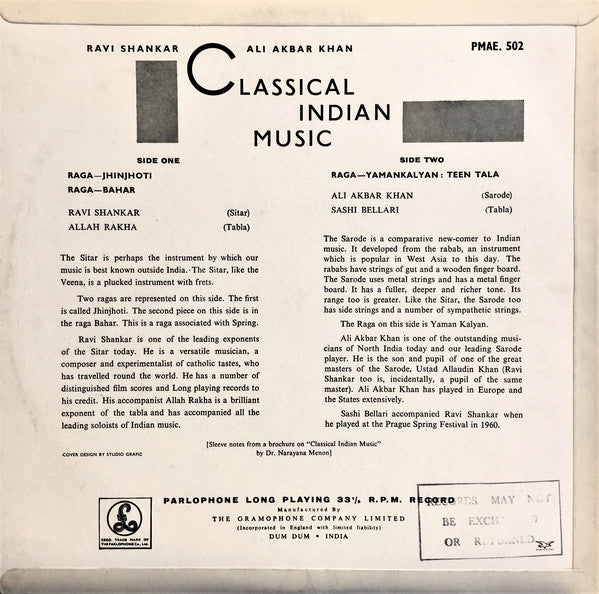 RAVI SHANKAR ALI AKBAR KHAN PMAE. 502
CLASSICAL
INDIAN
MUSIC
SIDE ONE
RAGA—JHINJHOTI
RAGA—BAHAR
RAVI SHANKAR (Sitar)
ALLAH RAKHA (Tabla)
The Sitar is perhaps the instrument by which our
music is best known outside India. The Sitar, like the
Veena, is a plucked instrument with frets.
Two ragas are represented on this side. The first
is called Jhinjhoti. The second piece on this side is in
the raga Bahar. This is a raga associated with Spring.
Ravi Shankar is one of the leading exponents
of the Sitar today. He is a versatile musician, a
composer and experimentalist of catholic tastes, who
has travelled round the world. He has a number of
distinguished film scores and Long playing records to
his credit. His accompanist Allah Rakha is a brilliant
exponent of the tabla and has accompanied all the
leading soloists of Indian music.
SIDE TWO
RAGA—YAMANKALYAN : TEEN TALA
ALI AKBAR KHAN (Sarode)
SASHI BELLARI (Tabla)
The Sarode is a comparative new-comer to Indian
music. It developed from the rabab, an instrument
which is popular in West Asia to this day. The
rababs have strings of gut and a wooden finger board.
The Sarode uses metal strings and has a metal finger
board. It has a fuller, deeper and richer tone. Its
range too is greater. Like the Sitar, the Sarode too
has side strings and a number of sympathetic strings.
The Raga on this side is Yaman Kalyan.
Ali Akbar Khan is one of the outstanding musi-
cians of North India today and our leading Sarode
player. He is the son and pupil of one of the great
masters of the Sarode, Ustad Allaudin Khan (Ravi
Shankar too is, incidentally, a pupil of the same
master). Ali Akbar Khan has played in Europe and
the States extensively.
Sashi Bellari accompanied Ravi Shankar when
he played at the Prague Spring Festival in 1960.
[Sleeve notes from a brochure on "Classical Indian Music"
by Dr. Narayana Menon]
COVER DESIGN BY STUDIO GRAFIC
PARLOPHONE LONG PLAYING 33⅓ R.P.M. RECORD
Manufactured By
THE GRAMOPHONE COMPANY LIMITED
(Incorporated in England with limited liability)
DUM DUM • INDIA
£
REGD. TRADE MARK OF
THE PARLOPHONE Co., Ltd.
RECORDS MAY NOT
BE
OR RETURNED